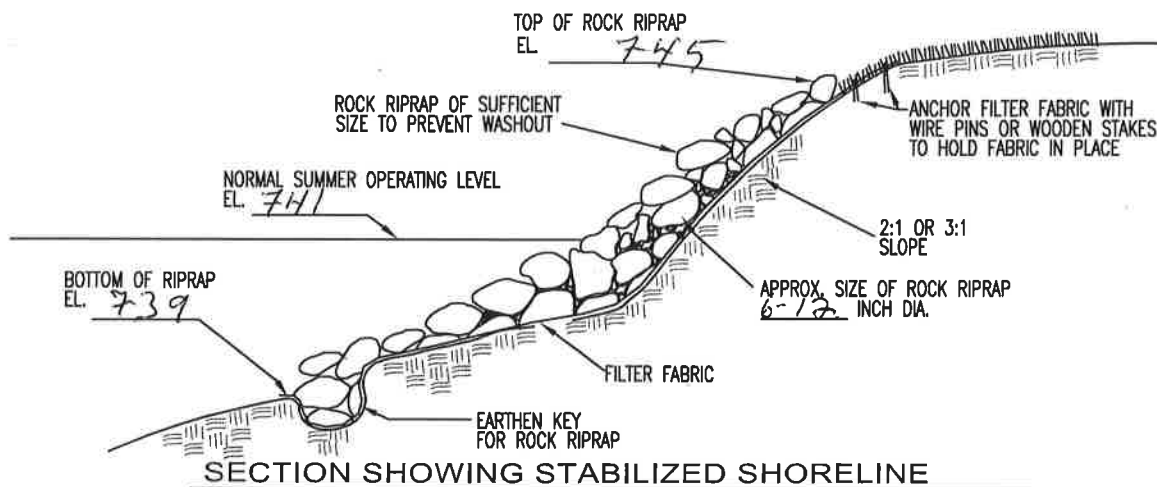 TOP OF ROCK RIPRAP
EL. 745
ROCK RIPRAP OF SUFFICIENT
SIZE TO PREVENT WASHOUT
ANCHOR FILTER FABRIC WITH
WIRE PINS OR WOODEN STAKES
TO HOLD FABRIC IN PLACE
NORMAL SUMMER OPERATING LEVEL
EL. 741
2:1 OR 3:1
SLOPE
BOTTOM OF RIPRAP
EL. 739
APPROX. SIZE OF ROCK RIPRAP
6-12 INCH DIA.
FILTER FABRIC
EARTHEN KEY
FOR ROCK RIPRAP
SECTION SHOWING STABILIZED SHORELINE